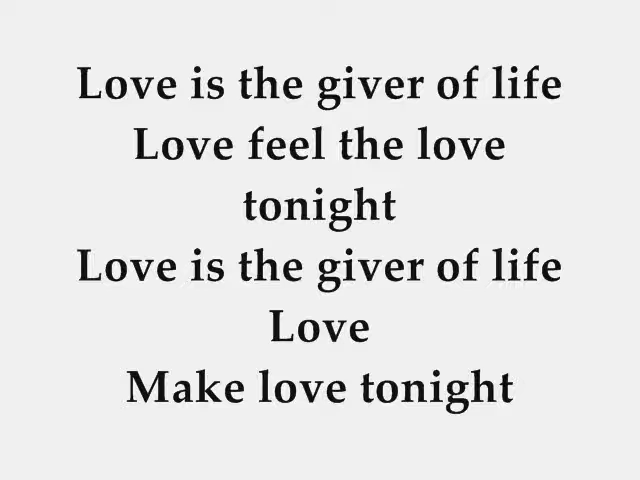 Love is the giver of life
Love feel the love
tonight
Love is the giver of life
Love
Make love tonight